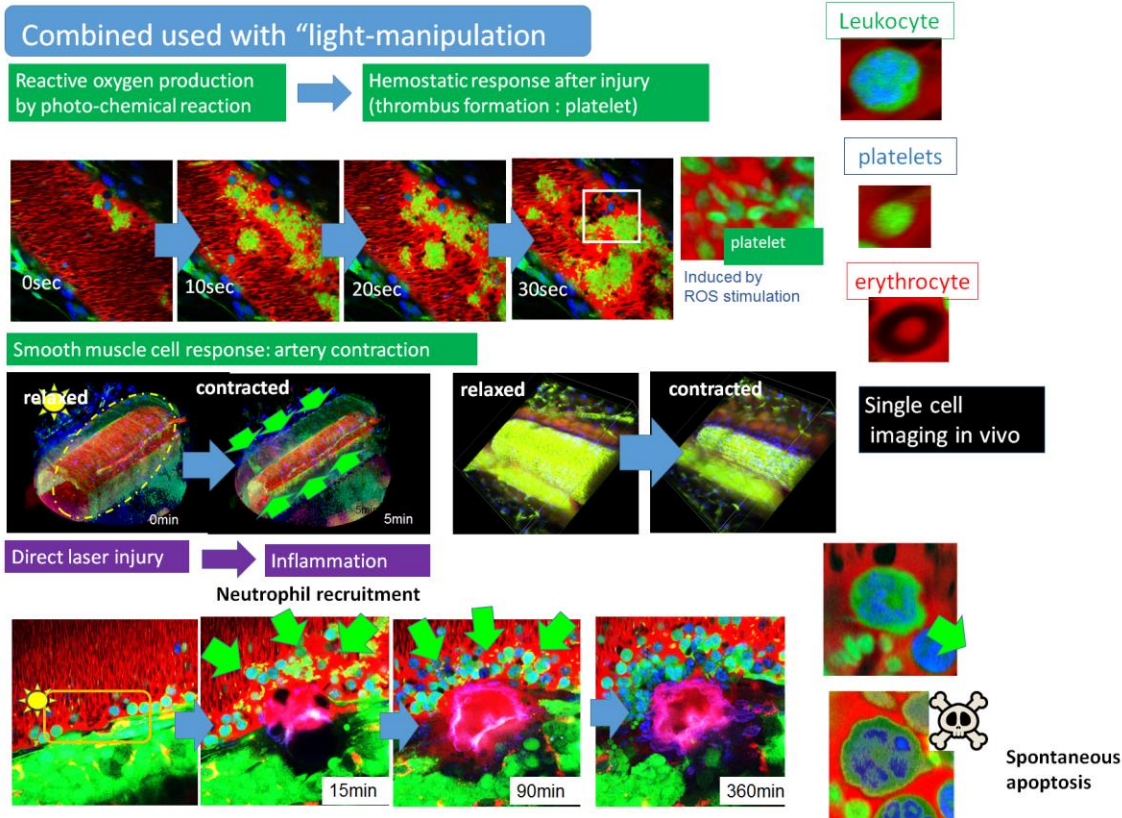 Combined used with “light-manipulation
Reactive oxygen production
by photo-chemical reaction
Hemostatic response after injury
(thrombus formation : platelet)
Leukocyte
platelets
erythrocyte
0sec
10sec
20sec
30sec
platelet
Induced by
ROS stimulation
Smooth muscle cell response: artery contraction
relaxed
contracted
0min
5min
5min
relaxed
contracted
Single cell
imaging in vivo
Direct laser injury
Inflammation
Neutrophil recruitment
15min
90min
360min
Spontaneous
apoptosis